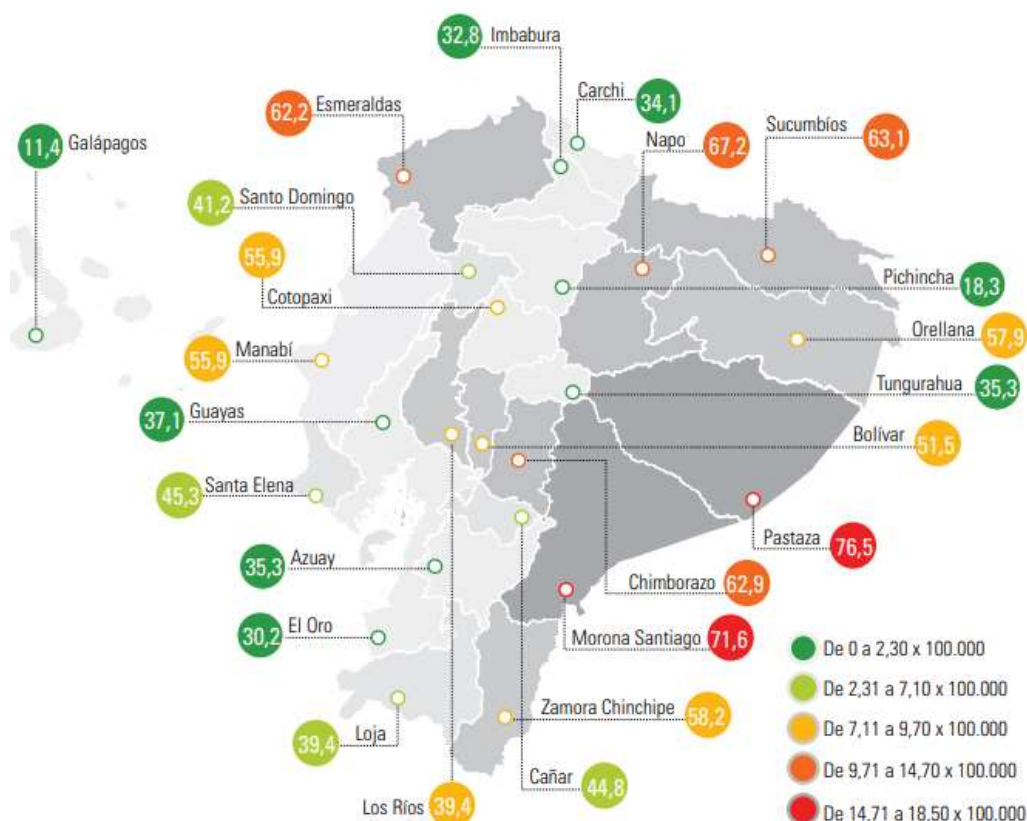 32,8 Imbabura
Carchi 34,1
62,2 Esmeraldas
Napo 67,2
Sucumbíos 63,1
11,4 Galápagos
41,2 Santo Domingo
55,9
Cotopaxi
Pichincha 18,3
Orellana 57,9
55,9 Manabí
Tungurahua 35,3
37,1 Guayas
Bolívar 51,5
45,3 Santa Elena
Pastaza 76,5
35,3 Azuay
Chimborazo 62,9
30,2 El Oro
Morona Santiago 71,6
De 0 a 2,30 x 100.000
De 2,31 a 7,10 x 100.000
De 7,11 a 9,70 x 100.000
De 9,71 a 14,70 x 100.000
De 14,71 a 18,50 x 100.000
Zamora Chinchipe 58,2
39,4 Loja
Cañar 44,8
Los Ríos 39,4